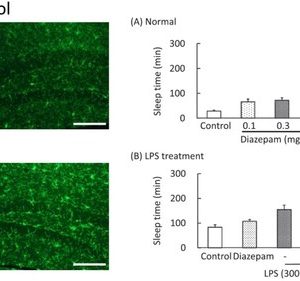 ol
(A) Normal
300
200
100
0
Sleep time (min)
Control 0.1 0.3
Diazepam (mg
(B) LPS treatment
300
200
100
0
Sleep time (min)
Control Diazepam -
LPS (300